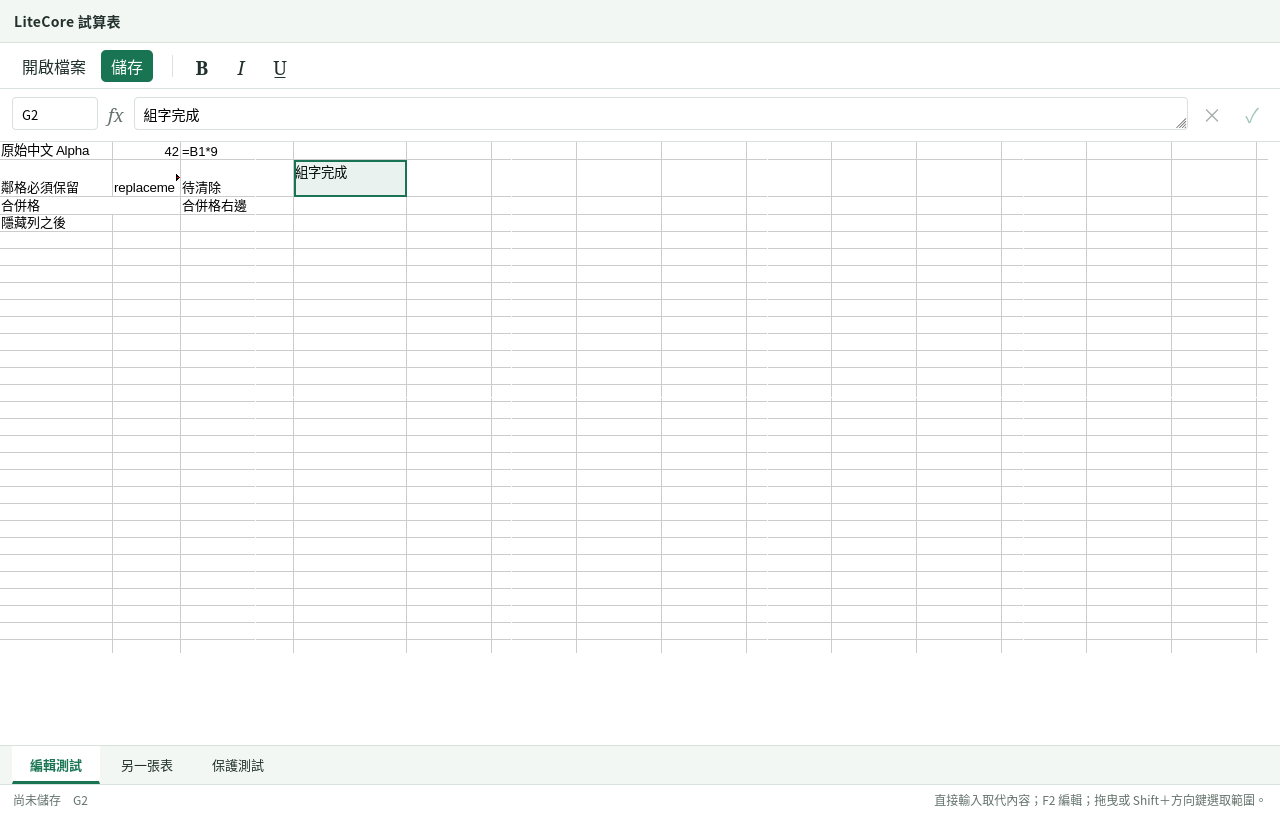 LiteCore 試算表
開啟檔案 儲存 B I U
G2 fx 組字完成
原始中文 Alpha 42 =B1*9
組字完成
鄰格必須保留 replaceme 待清除
合併格 合併格右邊
隱藏列之後
編輯測試 另一張表 保護測試
尚未儲存 G2 直接輸入取代內容；F2 編輯；拖曳或 Shift＋方向鍵選取範圍。